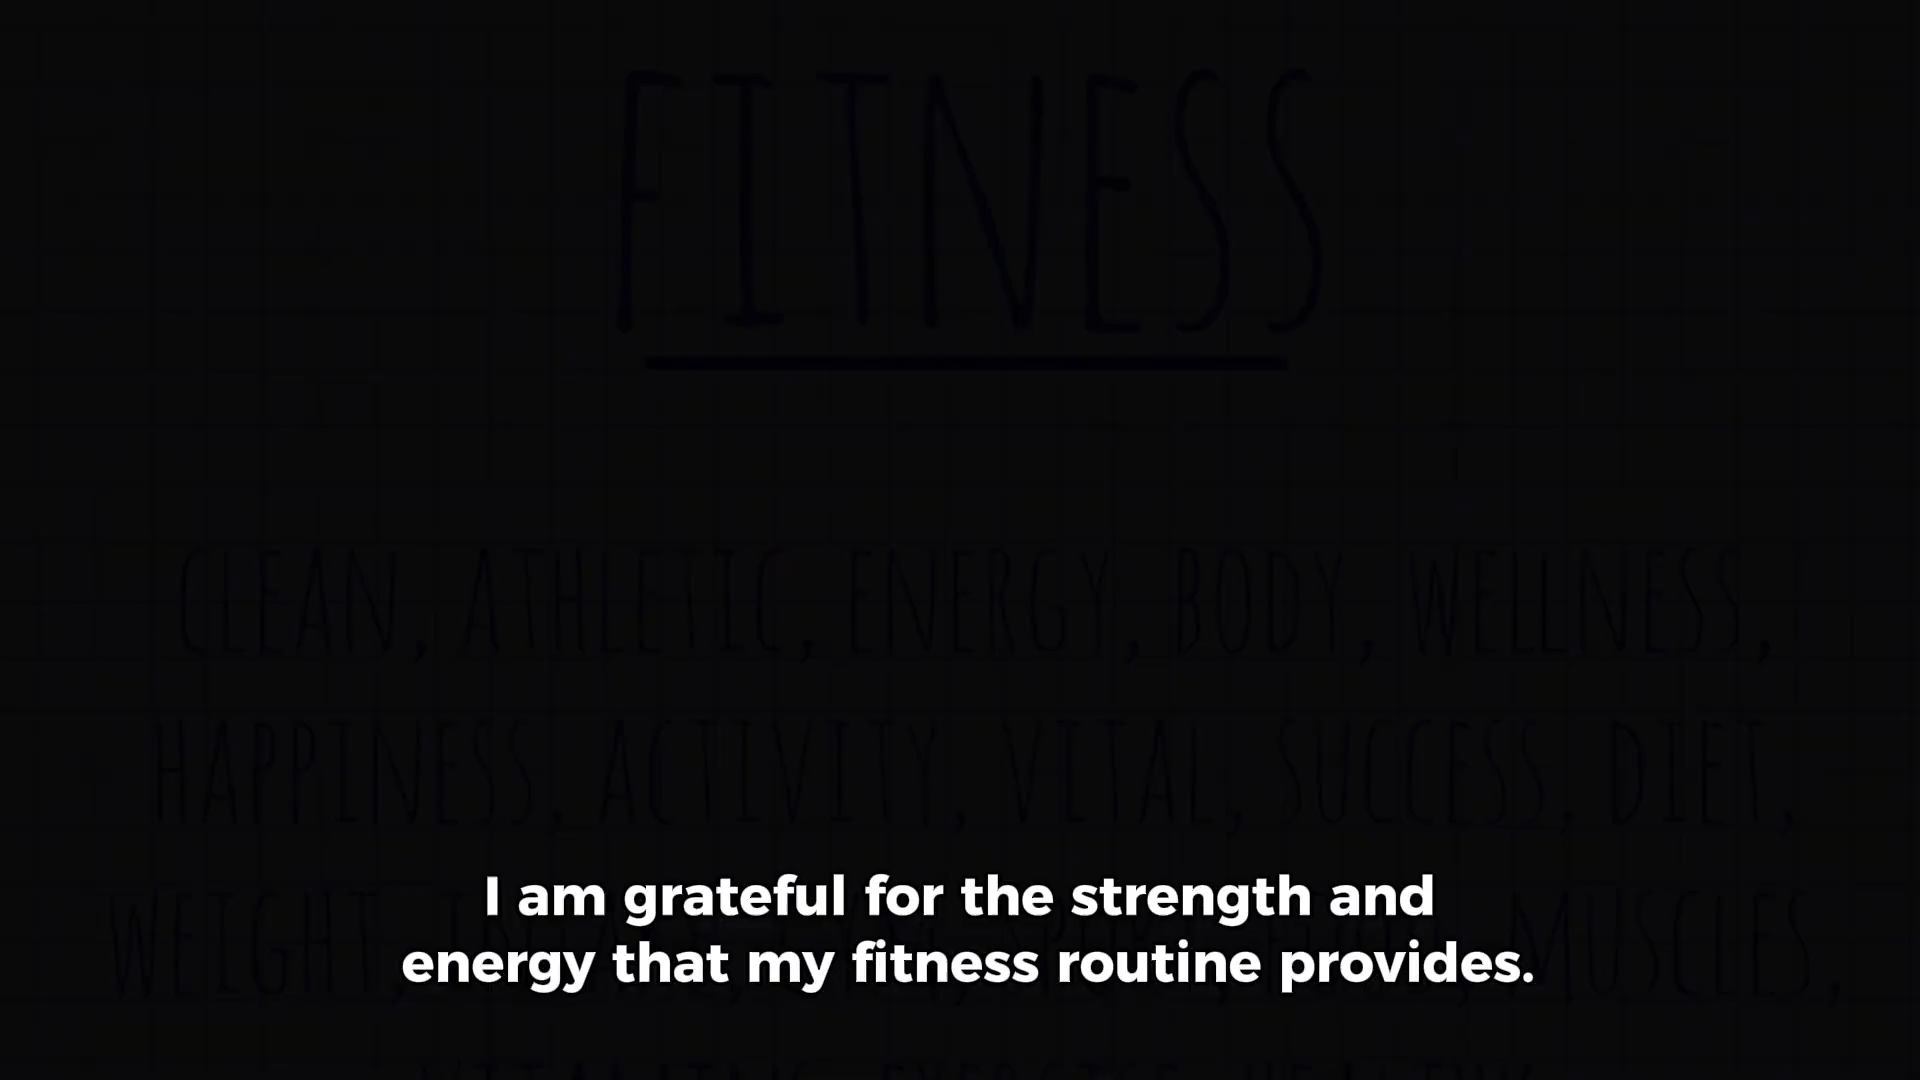 FITNESS
CLEAN, ATHLETIC, ENERGY, BODY, WELLNESS,
HAPPINESS, ACTIVITY, VITAL, SUCCESS, DIET,
WEIGHT, MUSCLES,
I am grateful for the strength and
energy that my fitness routine provides.